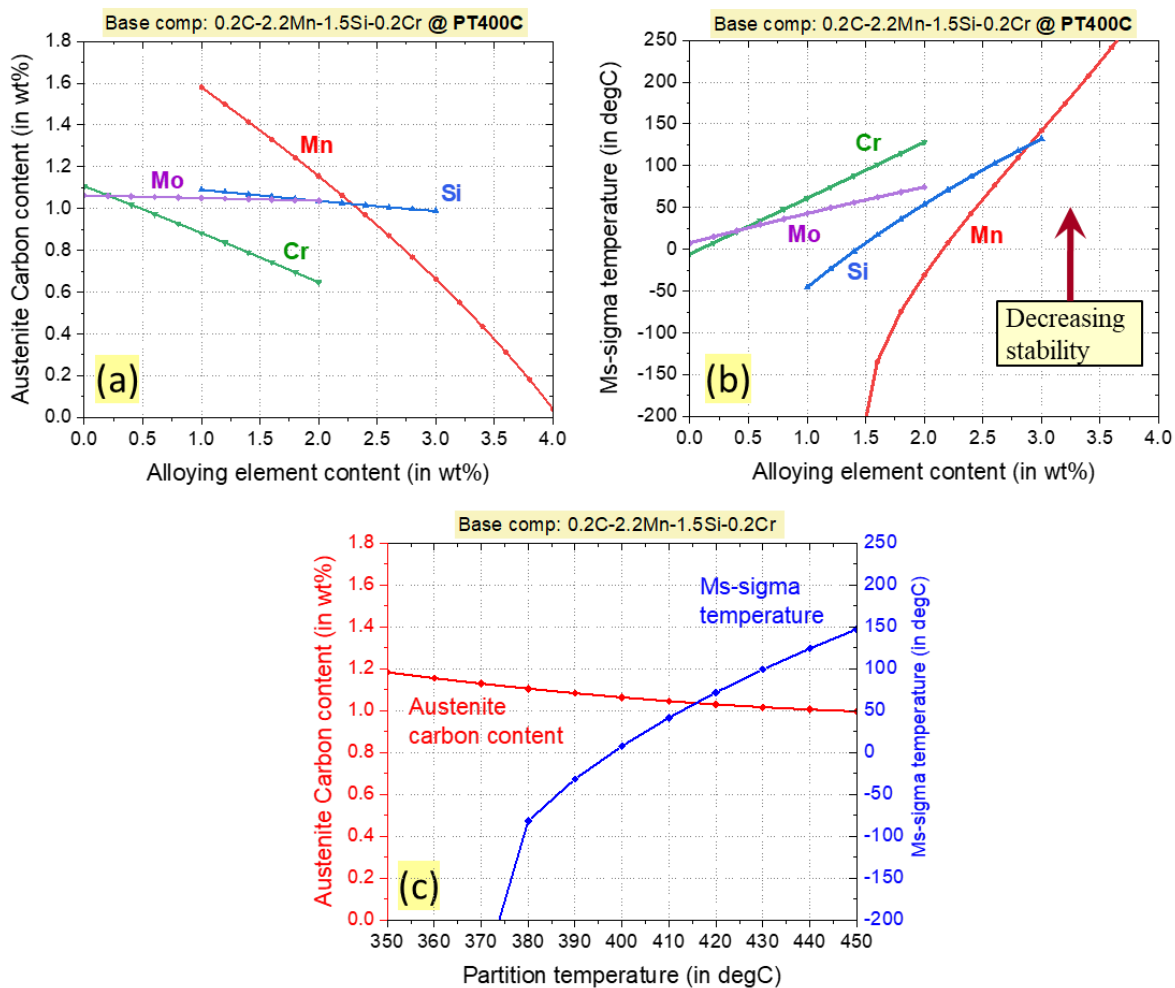 Base comp: 0.2C-2.2Mn-1.5Si-0.2Cr @ PT400C
Austenite Carbon content (in wt%)
1.8
1.6
1.4
1.2
1.0
0.8
0.6
0.4
0.2
0.0
Mn
Mo
Si
Cr
(a)
0.0 0.5 1.0 1.5 2.0 2.5 3.0 3.5 4.0
Alloying element content (in wt%)
Base comp: 0.2C-2.2Mn-1.5Si-0.2Cr @ PT400C
Ms-sigma temperature (in degC)
250
200
150
100
50
0
-50
-100
-150
-200
Cr
Mo
Si
Mn
Decreasing
stability
(b)
0.0 0.5 1.0 1.5 2.0 2.5 3.0 3.5 4.0
Alloying element content (in wt%)
Base comp: 0.2C-2.2Mn-1.5Si-0.2Cr
Austenite Carbon content (in wt%)
1.8
1.6
1.4
1.2
1.0
0.8
0.6
0.4
0.2
0.0
Ms-sigma
temperature
Austenite
carbon content
(c)
250
200
150
100
50
0
-50
-100
-150
-200
Ms-sigma temperature (in degC)
350 360 370 380 390 400 410 420 430 440 450
Partition temperature (in degC)